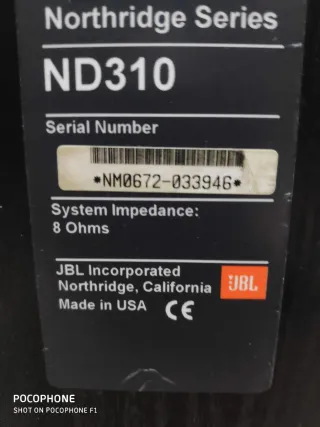 Northridge Series
ND310
Serial Number
*NM0672-033946*
System Impedance:
8 Ohms
JBL Incorporated
Northridge, California
Made in USA CE
JBL
POCOPHONE
SHOT ON POCOPHONE F1